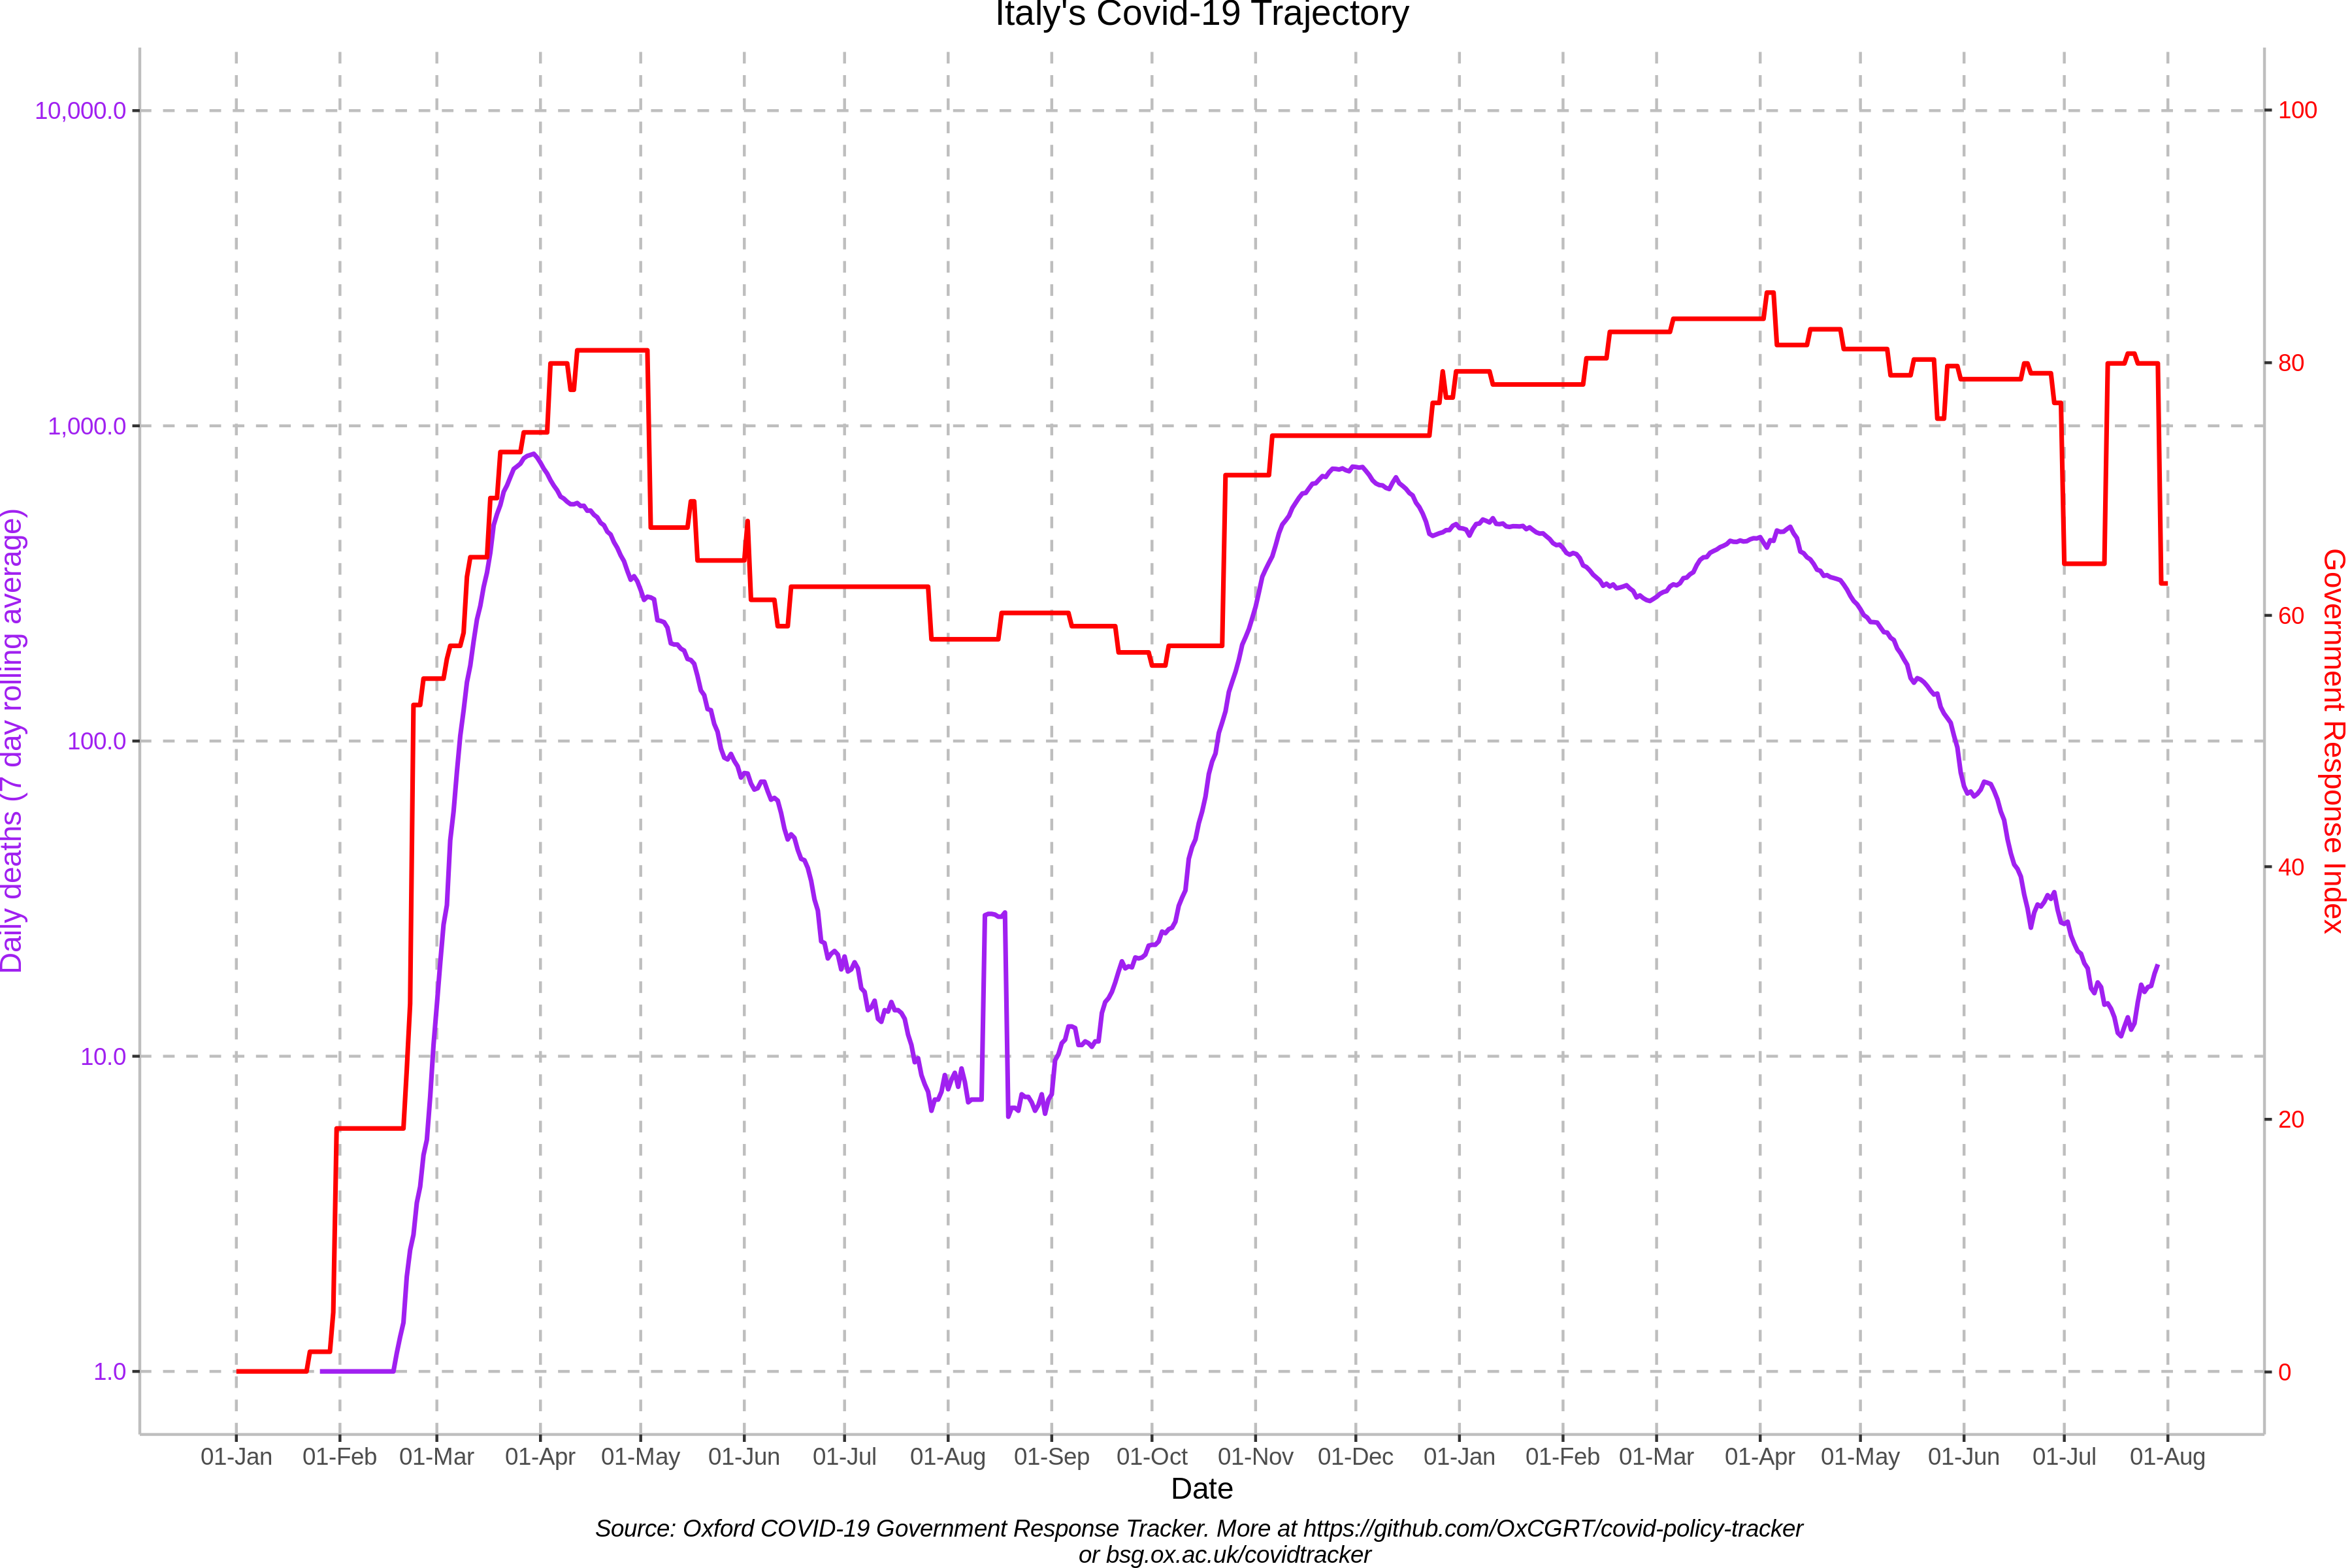 Italy's Covid-19 Trajectory
Daily deaths (7 day rolling average)
10,000.0
1,000.0
100.0
10.0
1.0
100
80
60
40
20
0
Government Response Index
01-Jan 01-Feb 01-Mar 01-Apr 01-May 01-Jun 01-Jul 01-Aug 01-Sep 01-Oct 01-Nov 01-Dec 01-Jan 01-Feb 01-Mar 01-Apr 01-May 01-Jun 01-Jul 01-Aug
Date
Source: Oxford COVID-19 Government Response Tracker. More at https://github.com/OxCGRT/covid-policy-tracker
or bsg.ox.ac.uk/covidtracker